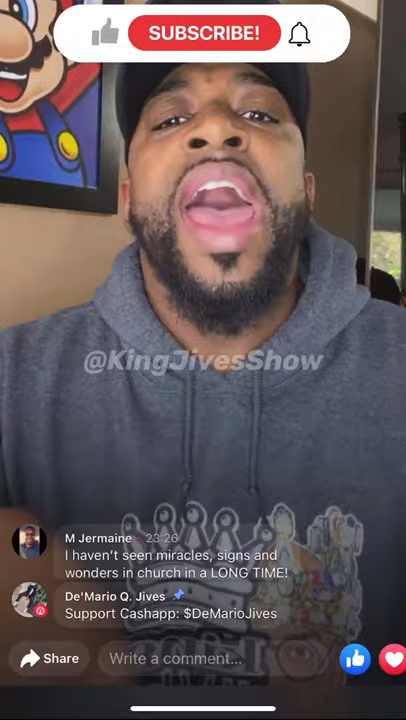 SUBSCRIBE!
@KingJivesShow
M Jermaine 23:26
I haven't seen miracles, signs and
wonders in church in a LONG TIME!
De'Mario Q. Jives
Support Cashapp: $DeMarioJives
Share
Write a comment...